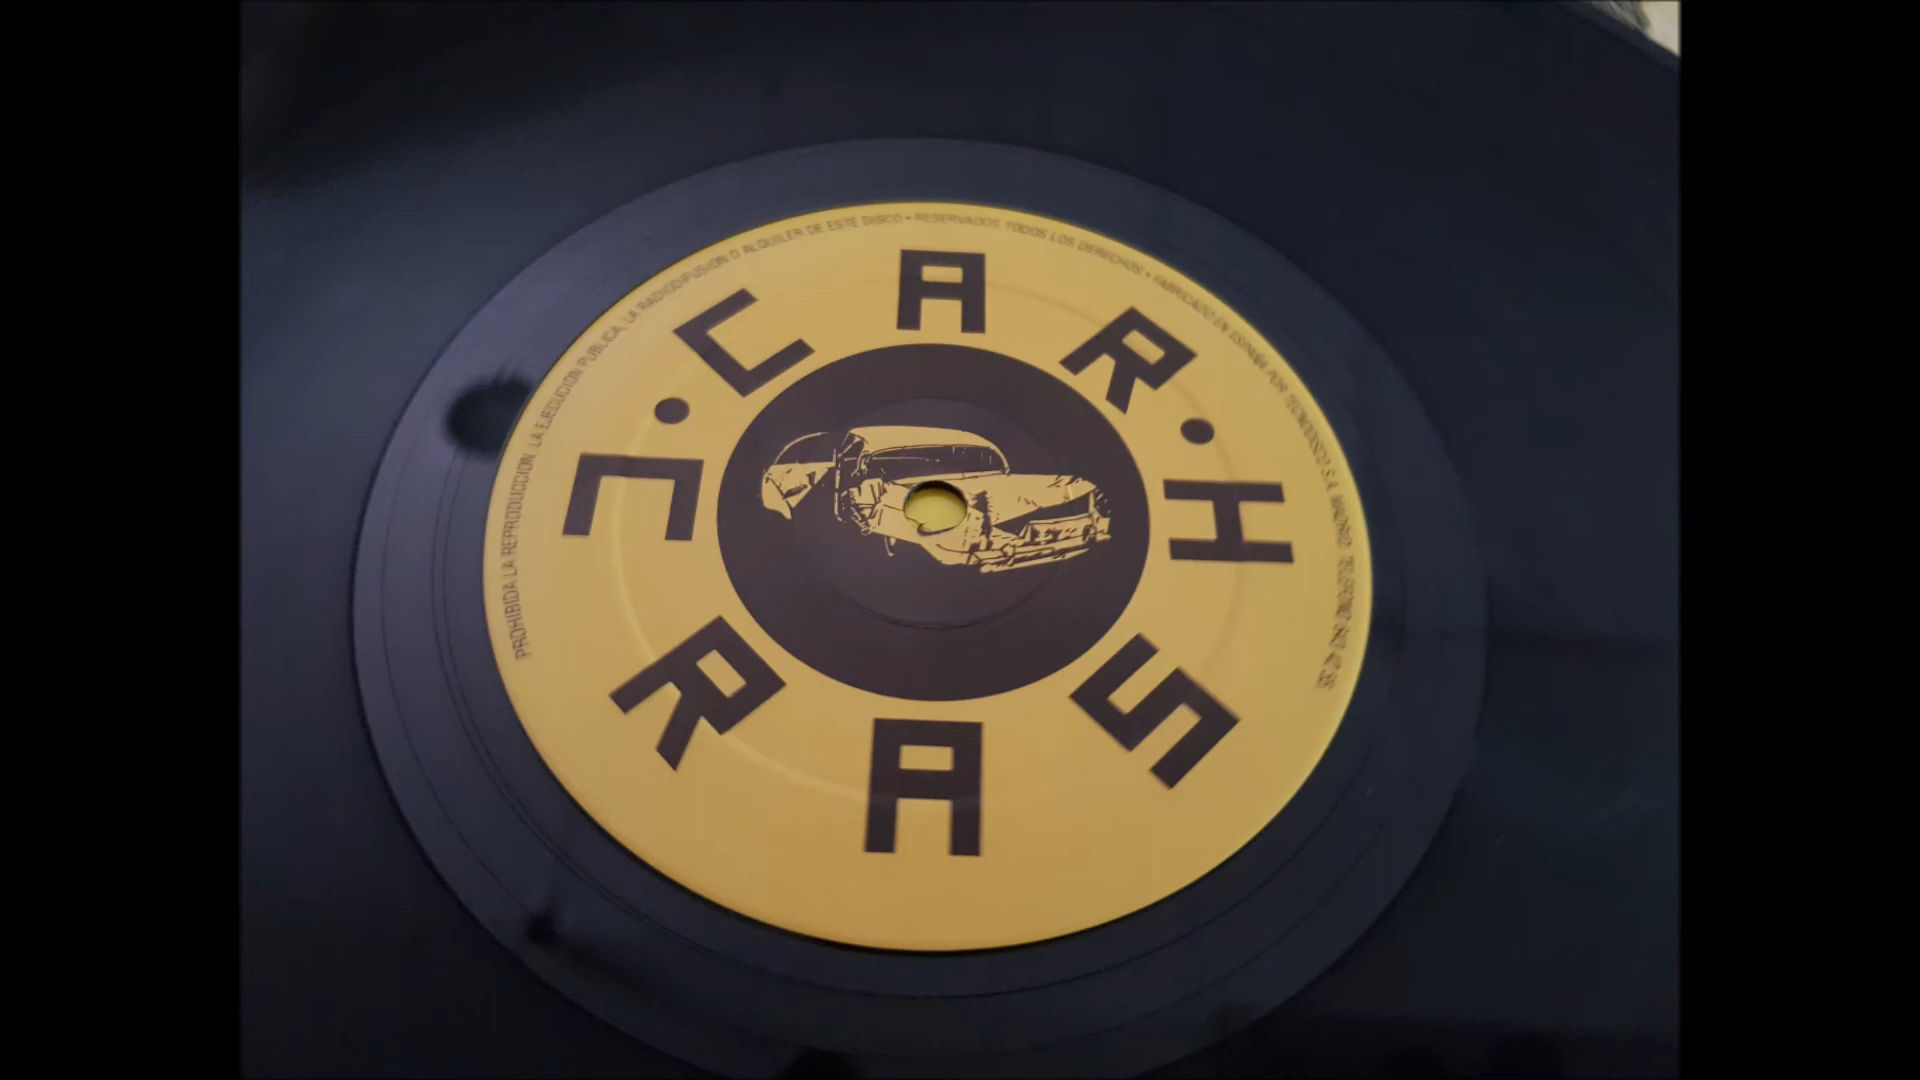 CAR
CRASH
PROHIBIDA LA REPRODUCCION, LA EJECUCION PUBLICA, LA RADIODIFUSION O ALQUILER DE ESTE DISCO • RESERVADOS TODOS LOS DERECHOS • FABRICADO EN ESPAÑA POR S.A. MADRID